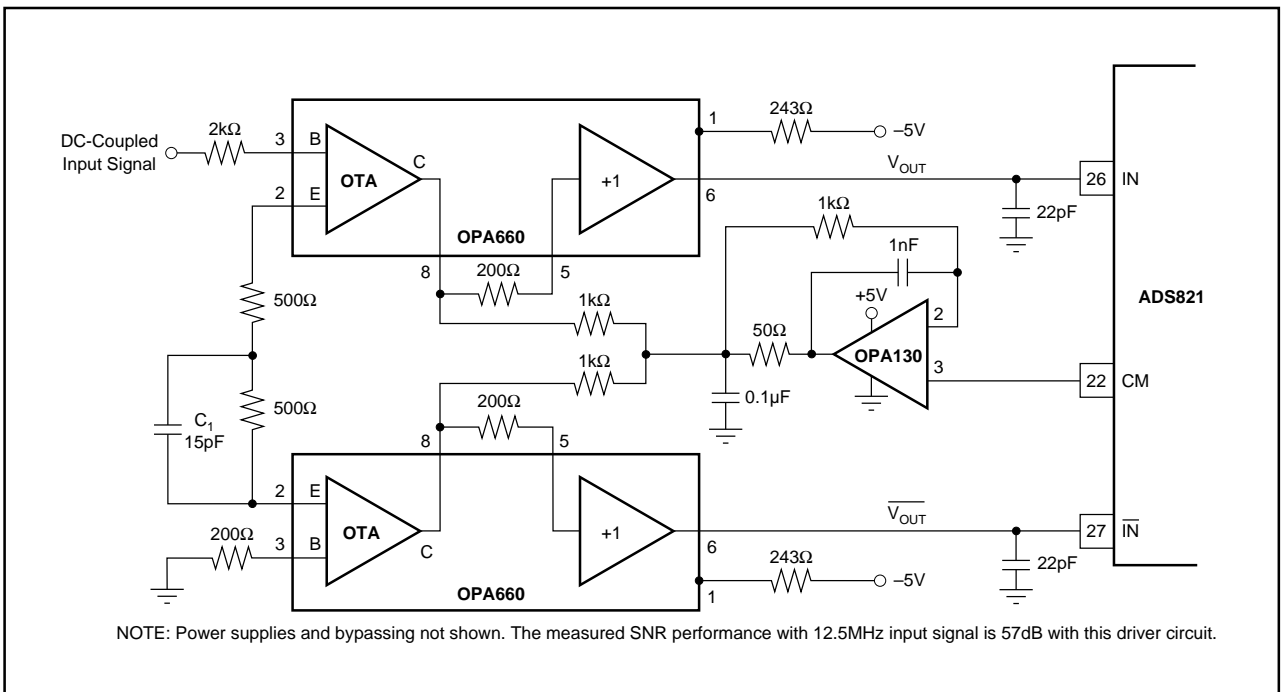 DC-Coupled
Input Signal
2kΩ
3
B
2
E
OTA
C
+1
OPA660
1
243Ω
–5V
VOUT
6
26
IN
22pF
8
200Ω
5
500Ω
1kΩ
1kΩ
1kΩ
1nF
+5V
50Ω
OPA130
2
3
0.1µF
22
CM
ADS821
500Ω
C1
15pF
8
200Ω
5
2
E
200Ω
3
B
OTA
C
+1
OPA660
VOUT
6
243Ω
–5V
1
27
IN
22pF
NOTE: Power supplies and bypassing not shown. The measured SNR performance with 12.5MHz input signal is 57dB with this driver circuit.